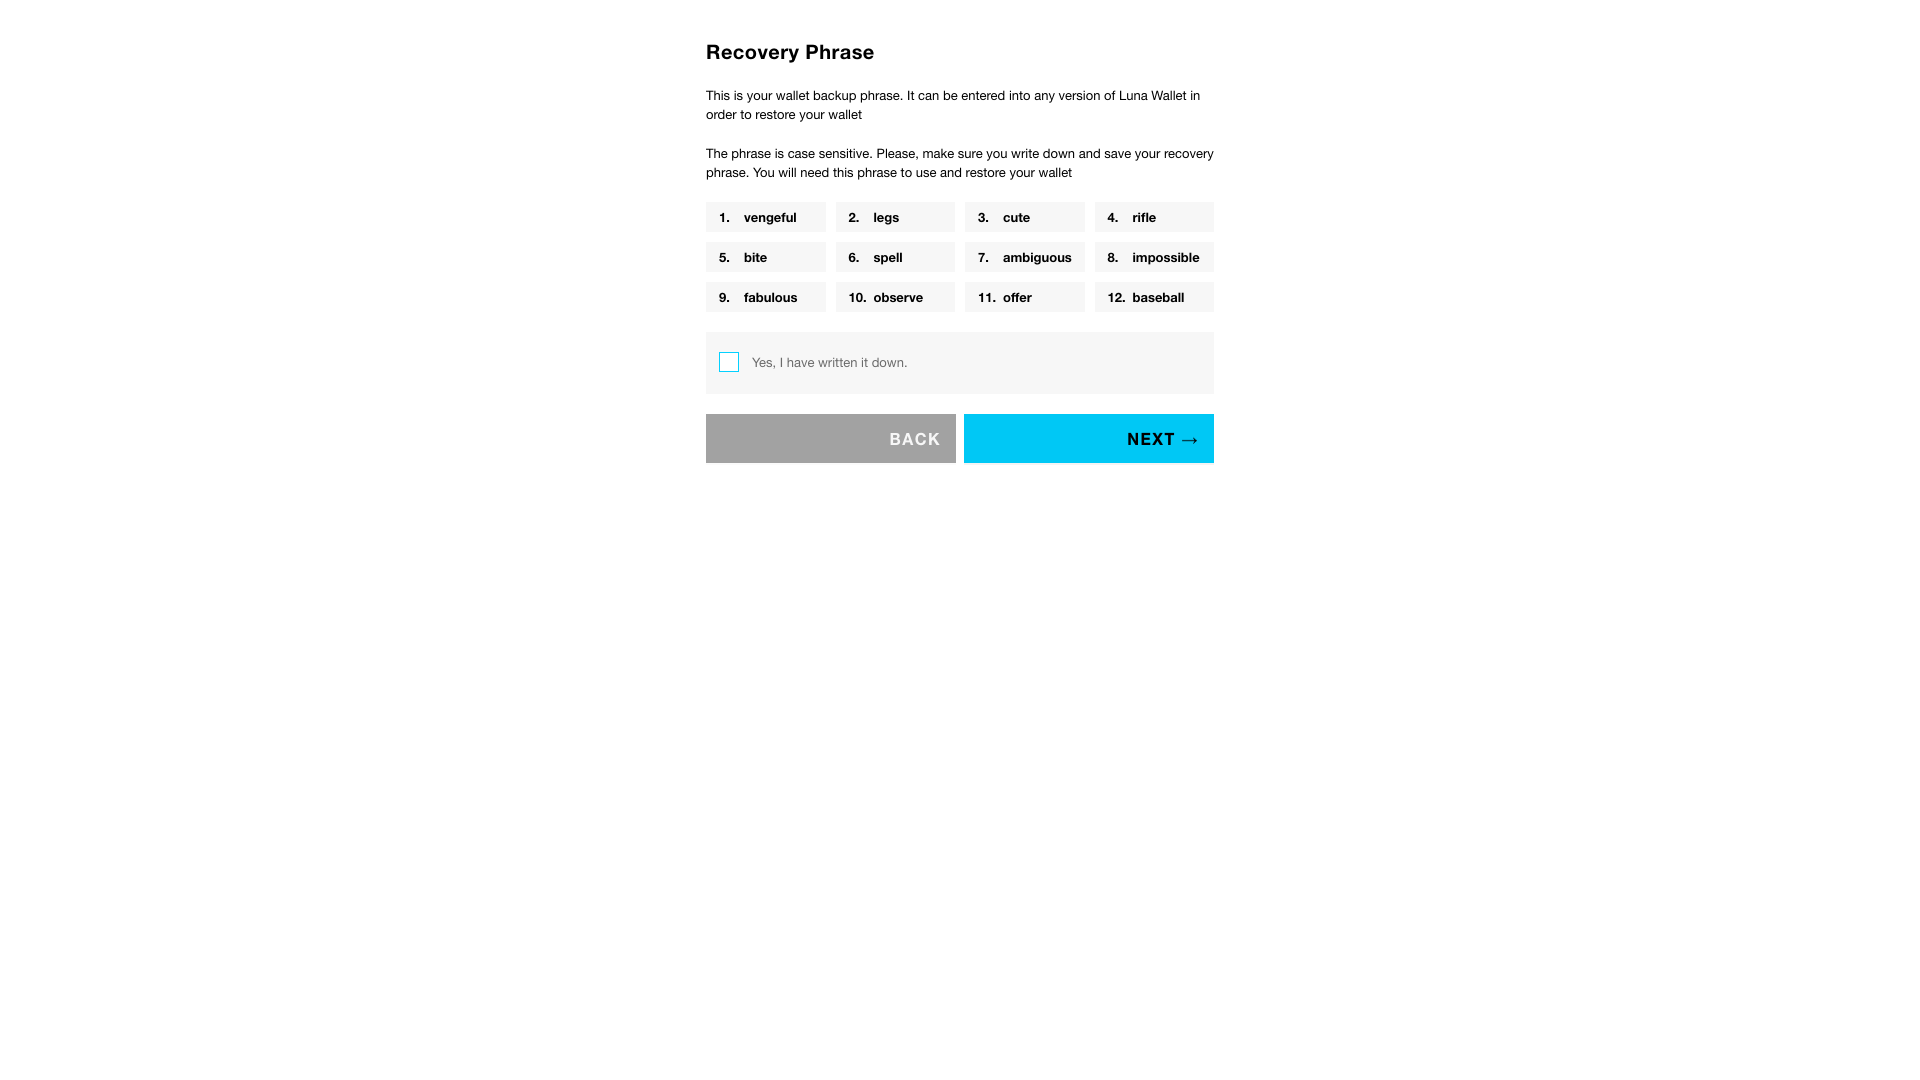 Recovery Phrase
This is your wallet backup phrase. It can be entered into any version of Luna Wallet in
order to restore your wallet
The phrase is case sensitive. Please, make sure you write down and save your recovery
phrase. You will need this phrase to use and restore your wallet
1. vengeful 2. legs 3. cute 4. rifle
5. bite 6. spell 7. ambiguous 8. impossible
9. fabulous 10. observe 11. offer 12. baseball
Yes, I have written it down.
BACK NEXT →